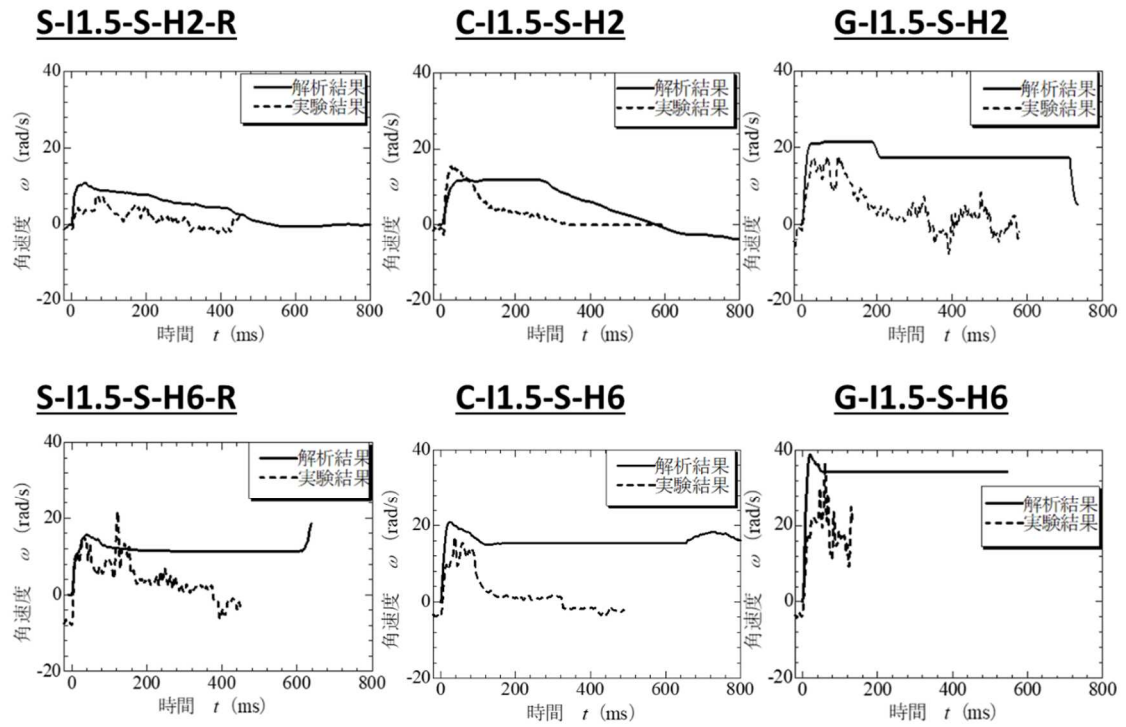 S-I1.5-S-H2-R
C-I1.5-S-H2
G-I1.5-S-H2
40
20
0
-20
角速度 ω (rad/s)
解析結果
実験結果
0 200 400 600 800
時間 t (ms)
40
20
0
-20
角速度 ω (rad/s)
解析結果
実験結果
0 200 400 600 800
時間 t (ms)
40
20
0
-20
角速度 ω (rad/s)
解析結果
実験結果
0 200 400 600 800
時間 t (ms)
S-I1.5-S-H6-R
C-I1.5-S-H6
G-I1.5-S-H6
40
20
0
-20
角速度 ω (rad/s)
解析結果
実験結果
0 200 400 600 800
時間 t (ms)
40
20
0
-20
角速度 ω (rad/s)
解析結果
実験結果
0 200 400 600 800
時間 t (ms)
40
20
0
-20
角速度 ω (rad/s)
解析結果
実験結果
0 200 400 600 800
時間 t (ms)